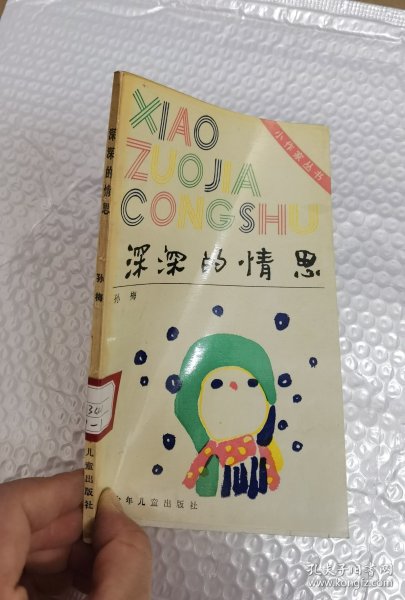 XIAO
ZUOJIA
CONGSHU
小作家丛书
深深的情思
孙梅
少年儿童出版社
深深的情思
孙梅
儿童出版社
孔夫子旧书网
www.kongfz.com